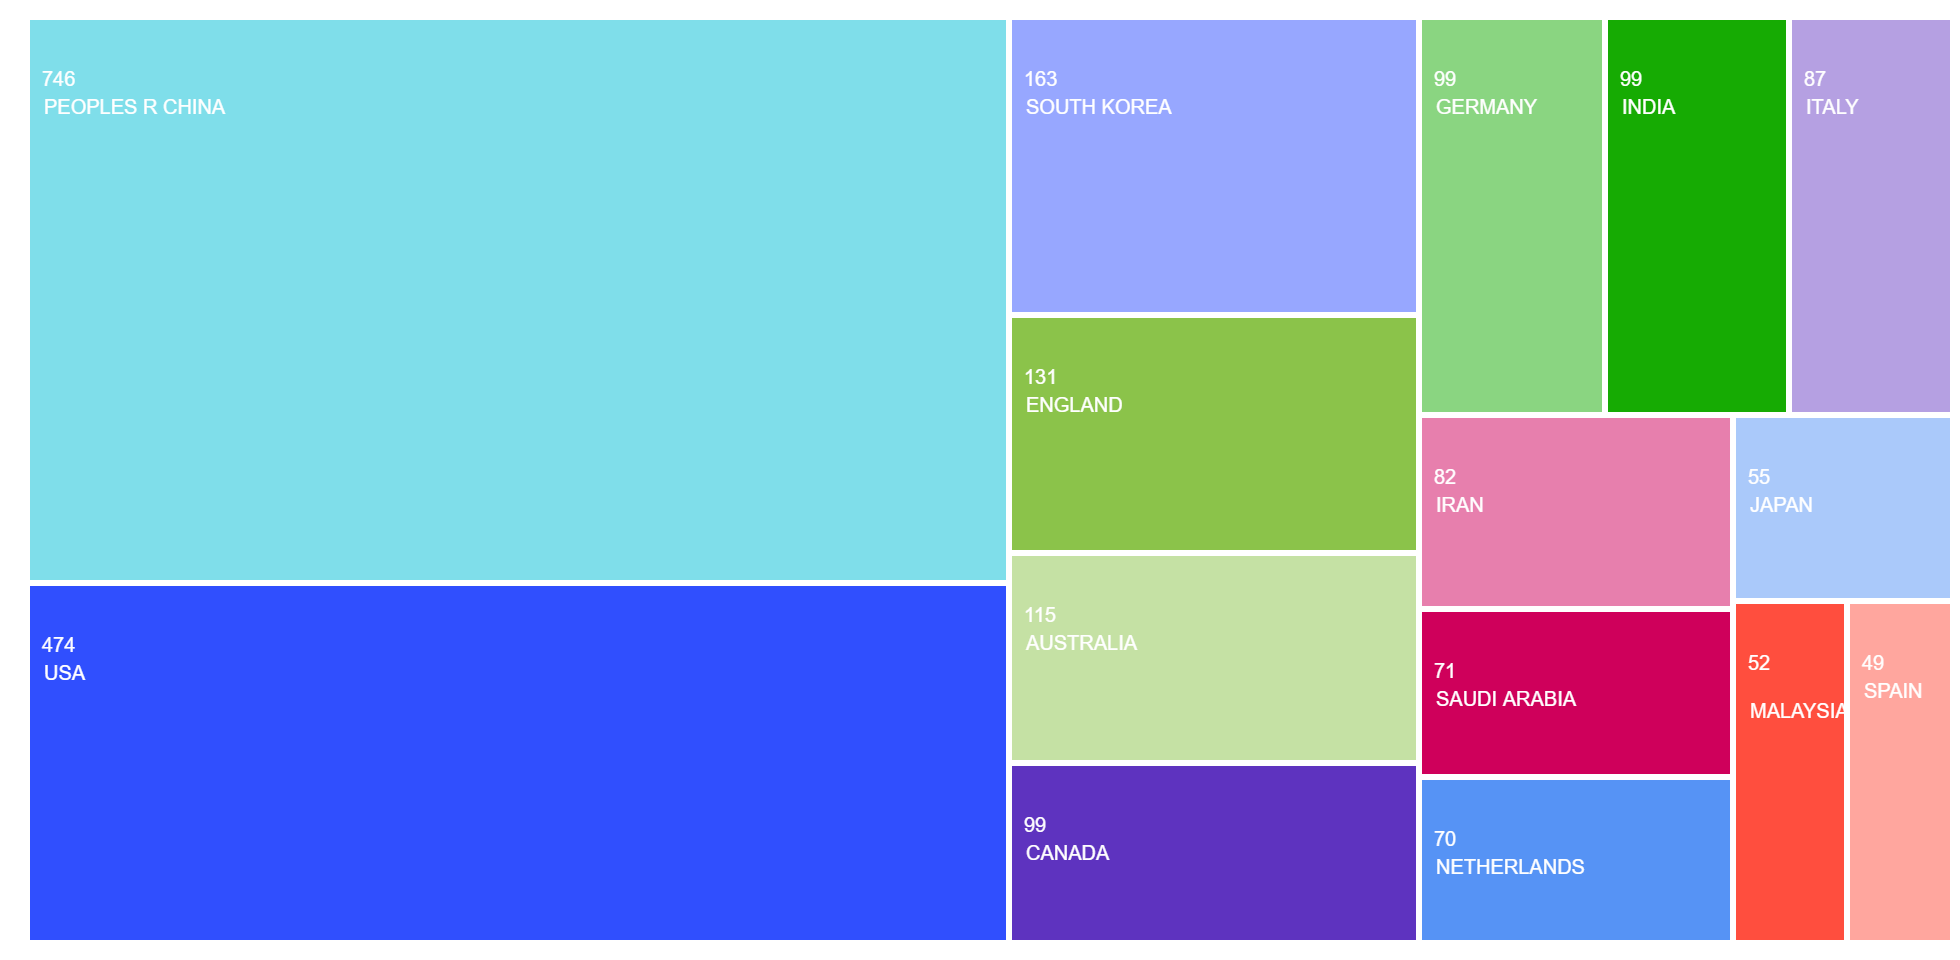 746
PEOPLES R CHINA
474
USA
163
SOUTH KOREA
131
ENGLAND
115
AUSTRALIA
99
CANADA
99
GERMANY
99
INDIA
87
ITALY
82
IRAN
55
JAPAN
71
SAUDI ARABIA
70
NETHERLANDS
52
MALAYSIA
49
SPAIN